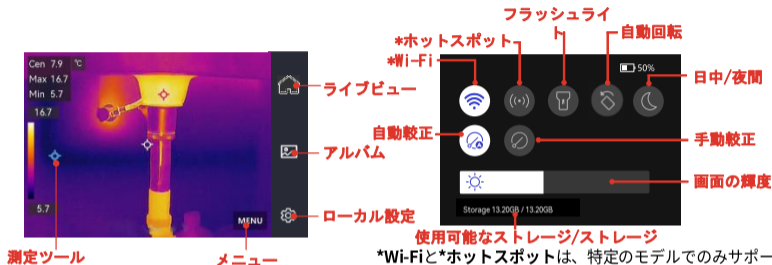 Cen 7.9 ℃
Max 16.7
Min 5.7
16.7
5.7
MENU
ライブビュー
アルバム
ローカル設定
測定ツール
メニュー
フラッシュライ
ト
*ホットスポット
自動回転
*Wi-Fi
50%
日中/夜間
自動較正
手動較正
画面の輝度
Storage 13.20GB / 13.20GB
使用可能なストレージ/ストレージ
*Wi-Fiと*ホットスポットは、特定のモデルでのみサポー